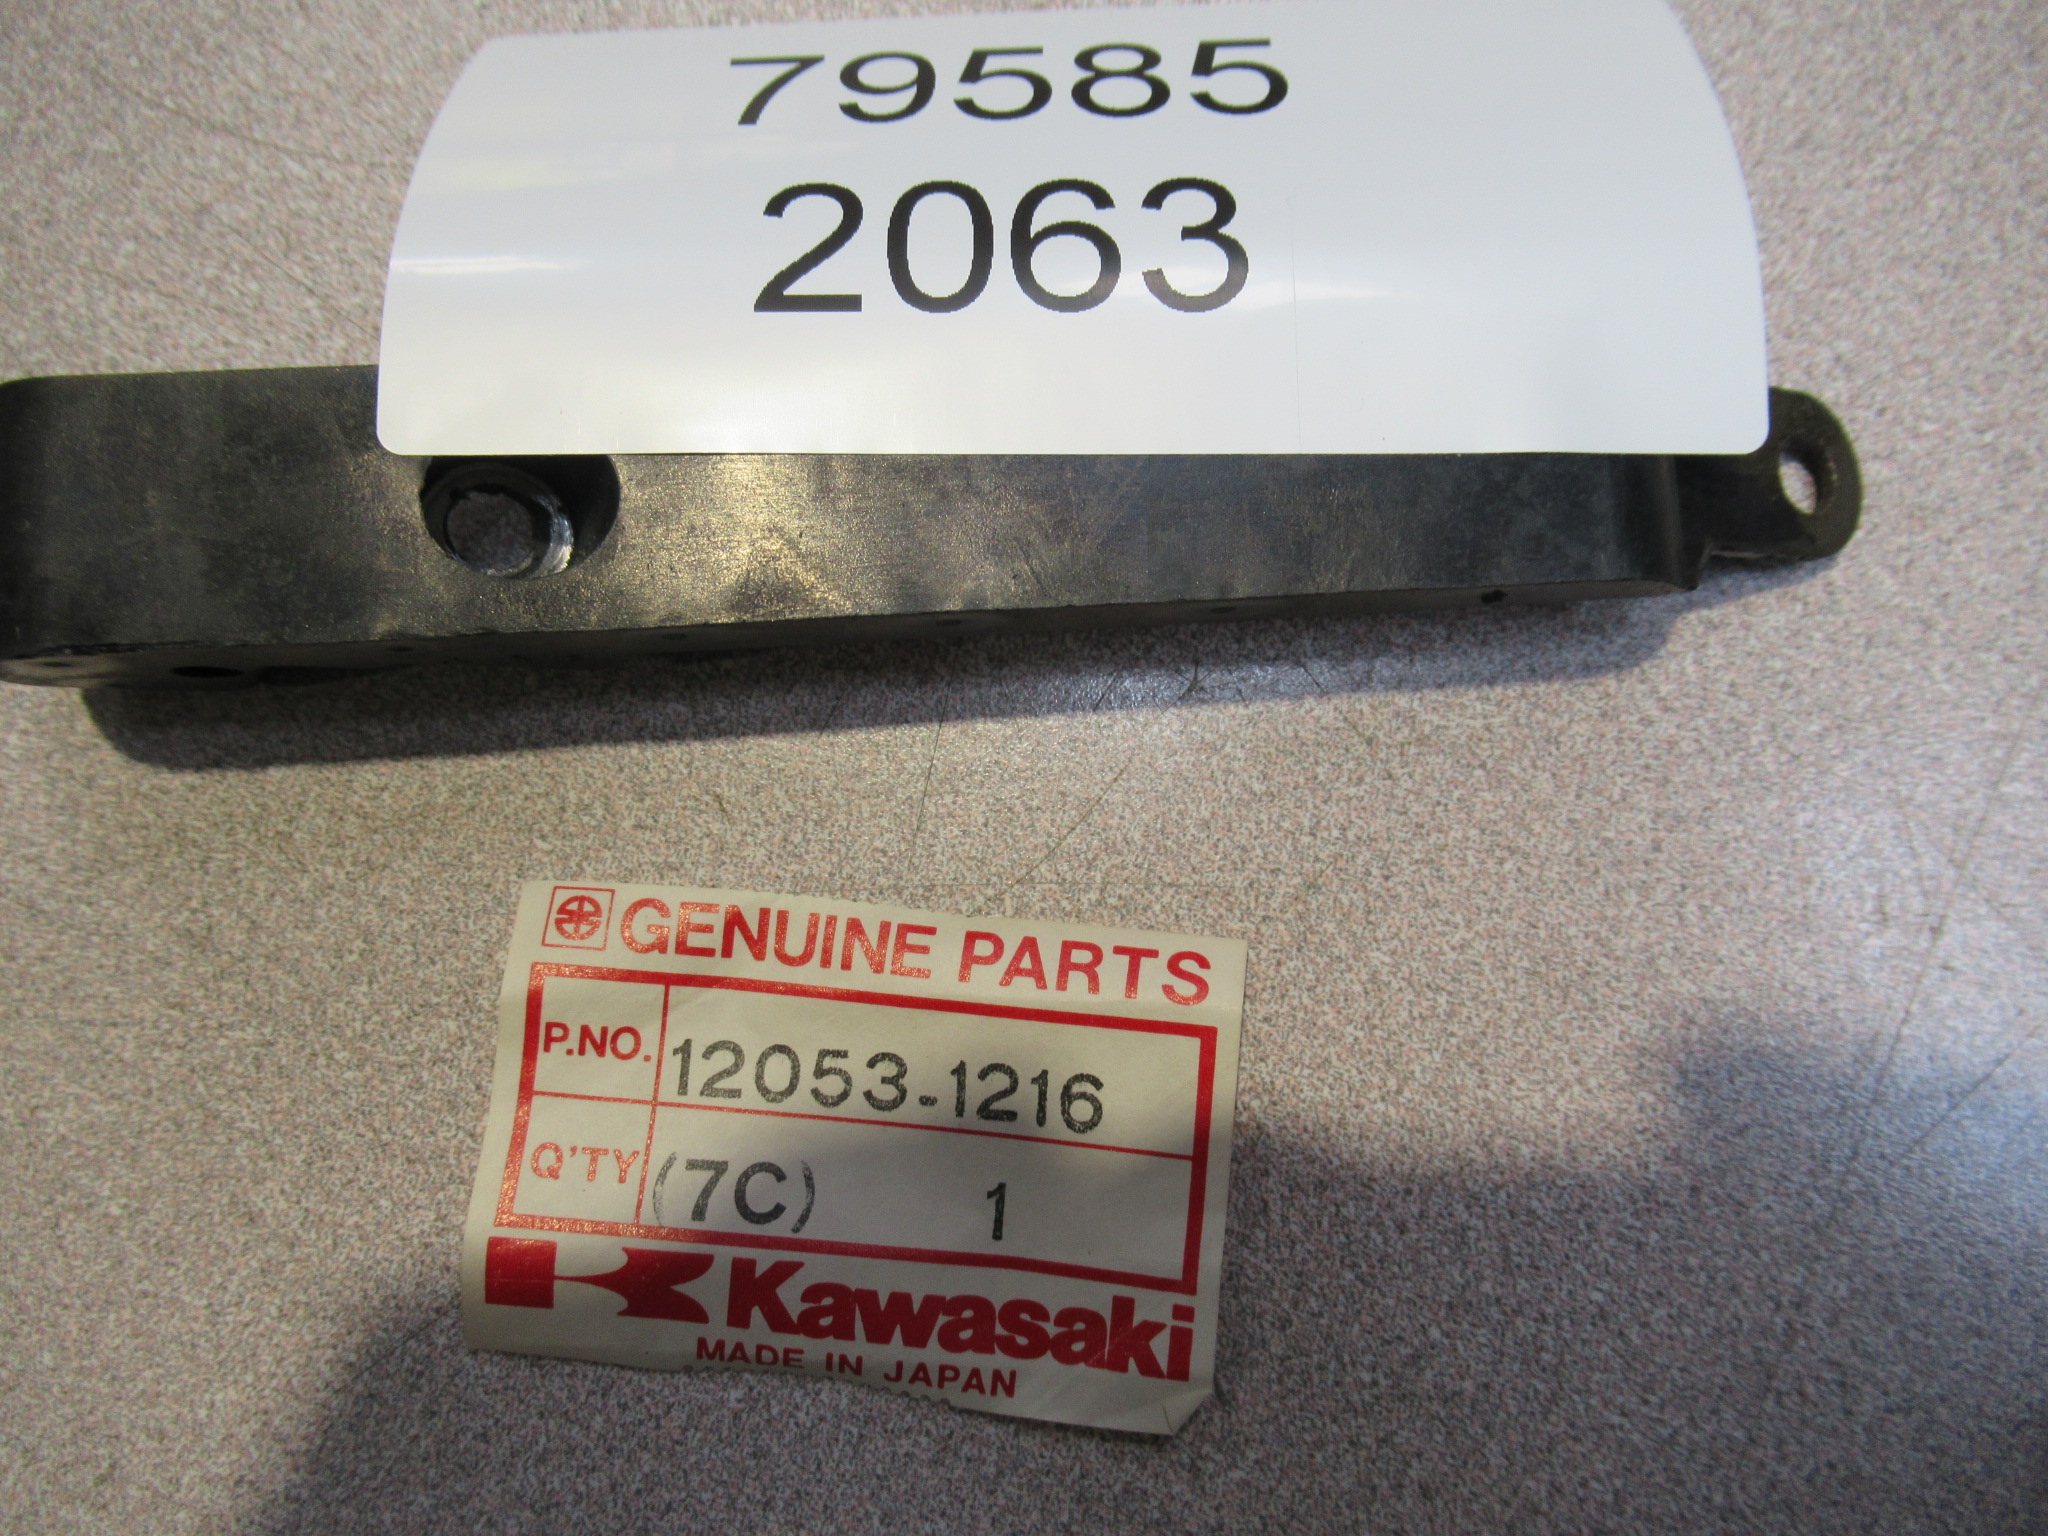 79585
2063
GENUINE PARTS
P.NO. 12053-1216
Q'TY (7C) 1
Kawasaki
MADE IN JAPAN